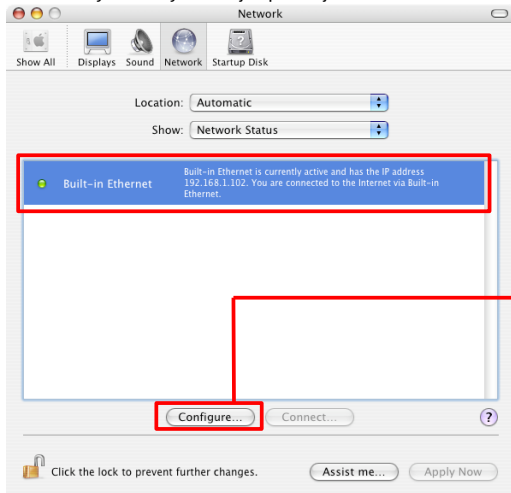 Network
Show All Displays Sound Network Startup Disk
Location: Automatic
Show: Network Status
Built-in Ethernet
Built-in Ethernet is currently active and has the IP address
192.168.1.102. You are connected to the Internet via Built-in
Ethernet.
Configure... Connect... ?
Click the lock to prevent further changes. Assist me... Apply Now